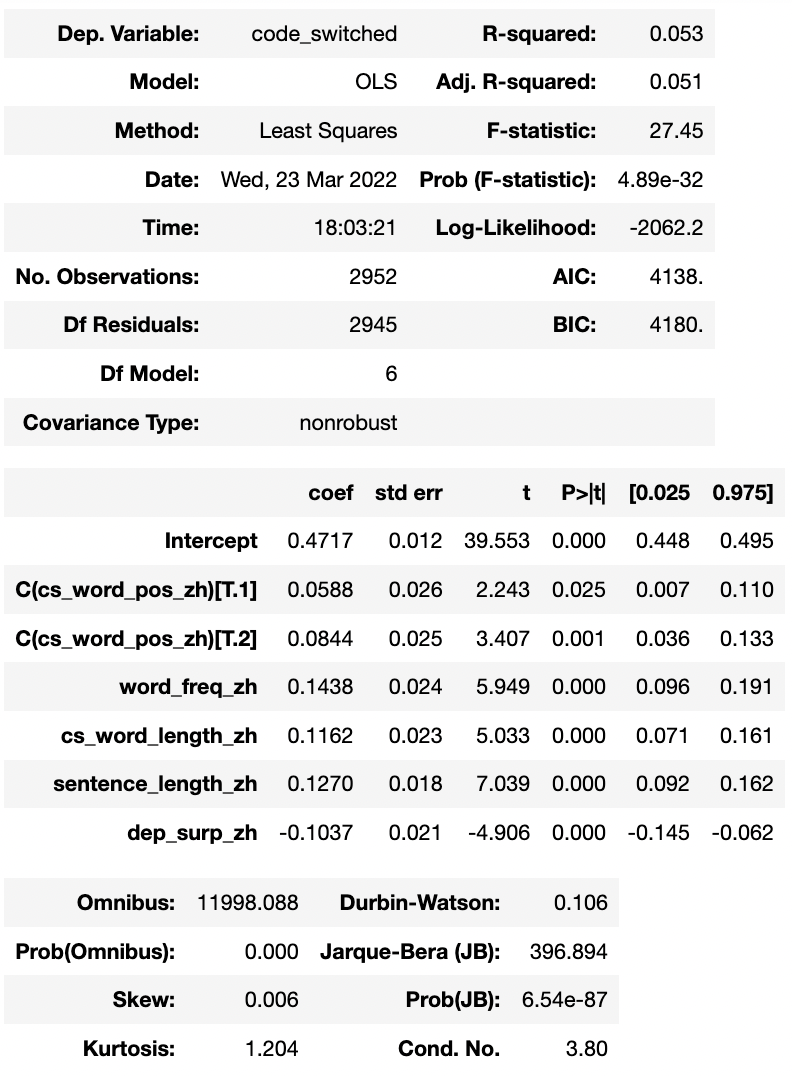 Dep. Variable: code_switched R-squared: 0.053
Model: OLS Adj. R-squared: 0.051
Method: Least Squares F-statistic: 27.45
Date: Wed, 23 Mar 2022 Prob (F-statistic): 4.89e-32
Time: 18:03:21 Log-Likelihood: -2062.2
No. Observations: 2952 AIC: 4138.
Df Residuals: 2945 BIC: 4180.
Df Model: 6
Covariance Type: nonrobust
coef std err t P>|t| [0.025 0.975]
Intercept 0.4717 0.012 39.553 0.000 0.448 0.495
C(cs_word_pos_zh)[T.1] 0.0588 0.026 2.243 0.025 0.007 0.110
C(cs_word_pos_zh)[T.2] 0.0844 0.025 3.407 0.001 0.036 0.133
word_freq_zh 0.1438 0.024 5.949 0.000 0.096 0.191
cs_word_length_zh 0.1162 0.023 5.033 0.000 0.071 0.161
sentence_length_zh 0.1270 0.018 7.039 0.000 0.092 0.162
dep_surp_zh -0.1037 0.021 -4.906 0.000 -0.145 -0.062
Omnibus: 11998.088 Durbin-Watson: 0.106
Prob(Omnibus): 0.000 Jarque-Bera (JB): 396.894
Skew: 0.006 Prob(JB): 6.54e-87
Kurtosis: 1.204 Cond. No. 3.80